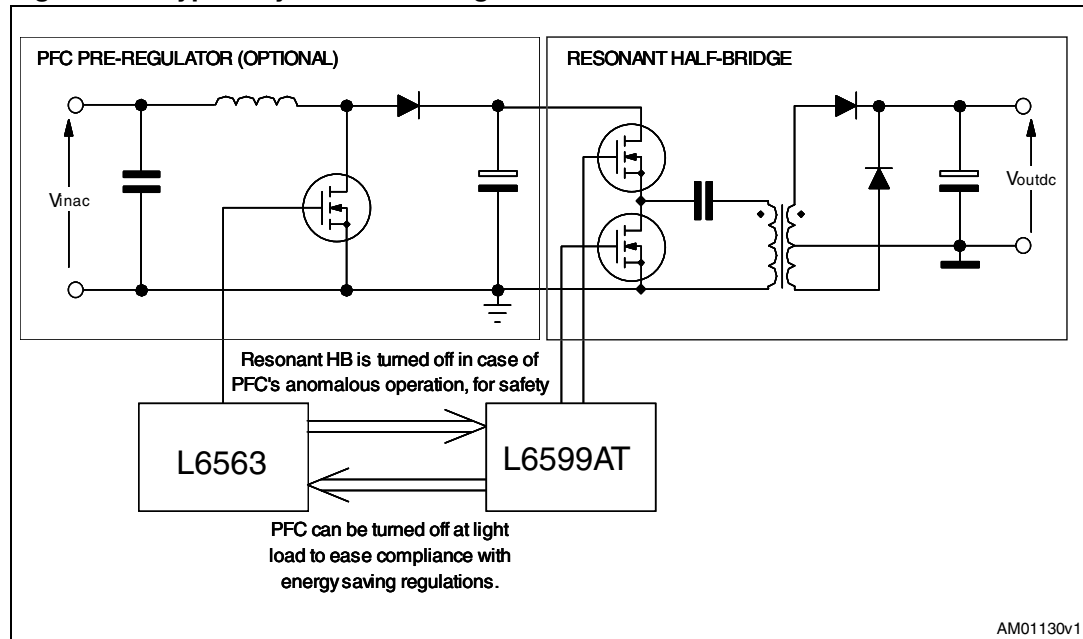 PFC PRE-REGULATOR (OPTIONAL)
RESONANT HALF-BRIDGE
Vinac
Voutdc
Resonant HB is turned off in case of
PFC's anomalous operation, for safety
L6563
L6599AT
PFC can be turned off at light
load to ease compliance with
energy saving regulations.
AM01130v1